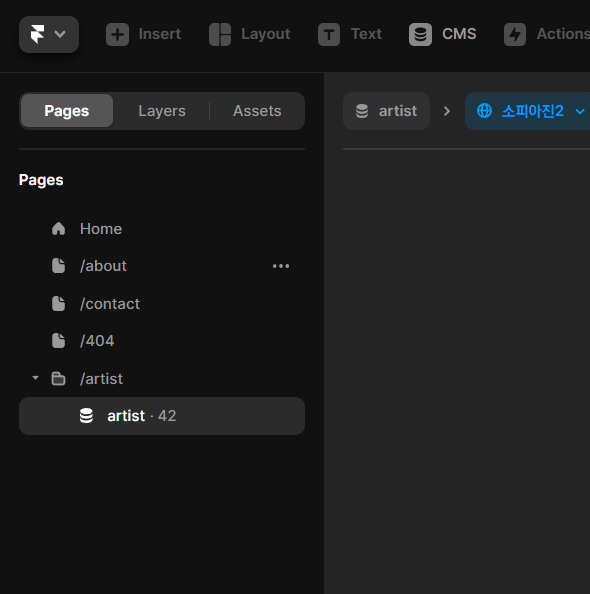 Insert Layout Text CMS Actions
Pages Layers Assets
artist 소피아진2
Pages
Home
/about
/contact
/404
/artist
artist · 42